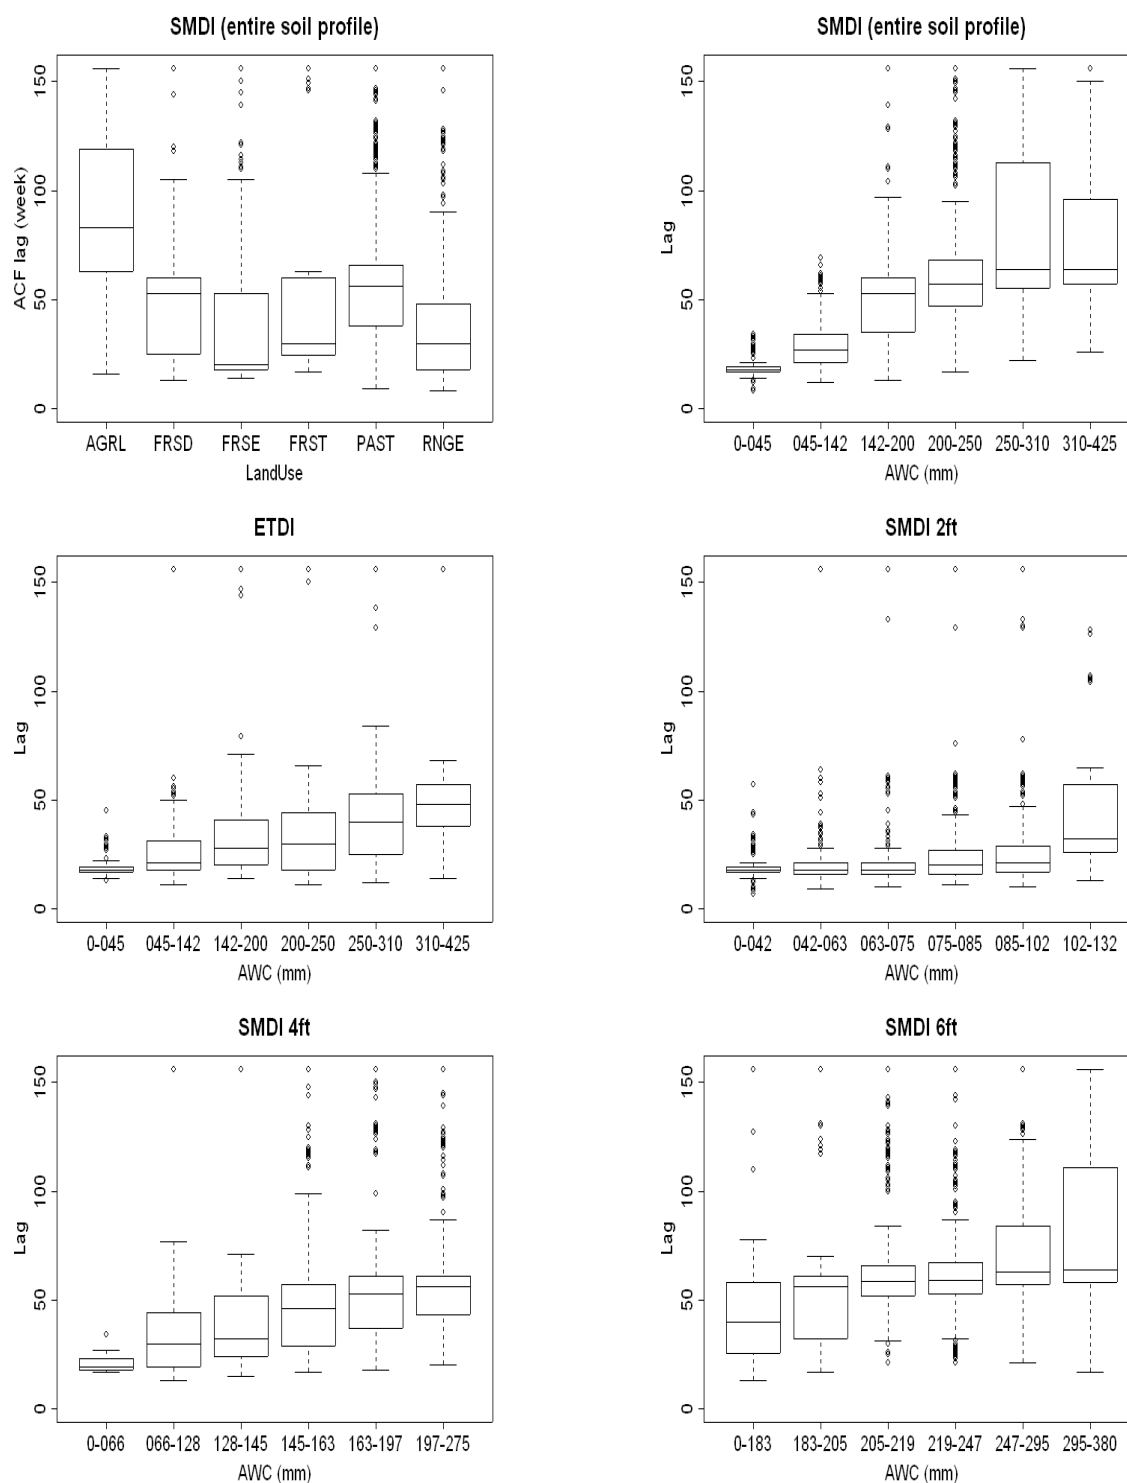 SMDI (entire soil profile)
ACF lag (week)
150
100
50
0
AGRL FRSD FRSE FRST PAST RNGE
LandUse
SMDI (entire soil profile)
Lag
150
100
50
0
0-045 045-142 142-200 200-250 250-310 310-425
AWC (mm)
ETDI
Lag
150
100
50
0
0-045 045-142 142-200 200-250 250-310 310-425
AWC (mm)
SMDI 2ft
Lag
150
100
50
0
0-042 042-063 063-075 075-085 085-102 102-132
AWC (mm)
SMDI 4ft
Lag
150
100
50
0
0-066 066-128 128-145 145-163 163-197 197-275
AWC (mm)
SMDI 6ft
Lag
150
100
50
0
0-183 183-205 205-219 219-247 247-295 295-380
AWC (mm)